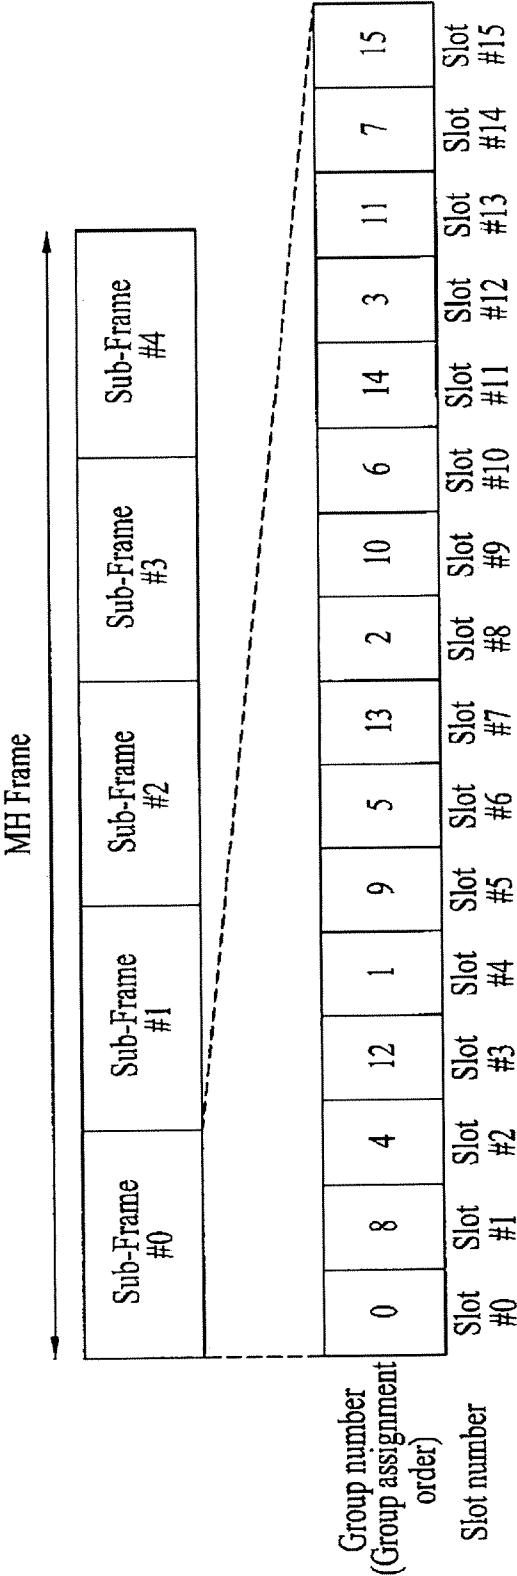 MH Frame
Sub-Frame
#0
Sub-Frame
#1
Sub-Frame
#2
Sub-Frame
#3
Sub-Frame
#4
Group number
(Group assignment
order)
0
8
4
12
1
9
5
13
2
10
6
14
3
11
7
15
Slot number
Slot
#0
Slot
#1
Slot
#2
Slot
#3
Slot
#4
Slot
#5
Slot
#6
Slot
#7
Slot
#8
Slot
#9
Slot
#10
Slot
#11
Slot
#12
Slot
#13
Slot
#14
Slot
#15